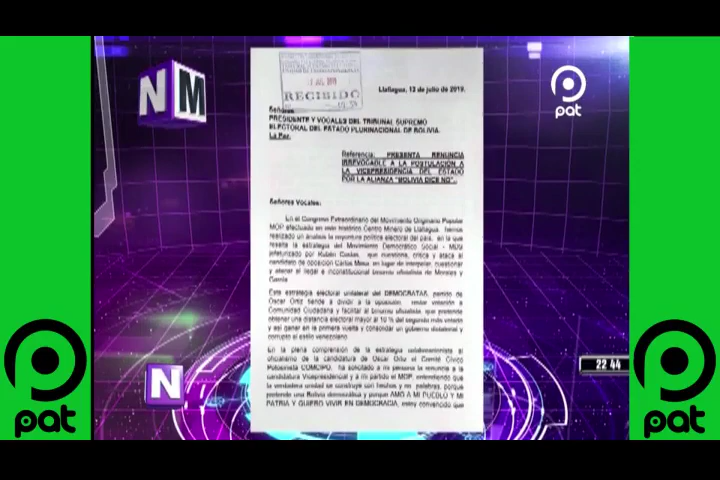 NM
pat
RECIBIDO
Llallagua, 13 de julio de 2019.
Señores:
PRESIDENTE Y VOCALES DEL TRIBUNAL SUPREMO
ELECTORAL DEL ESTADO PLURINACIONAL DE BOLIVIA.
La Paz.
Referencia: PRESENTA RENUNCIA
IRREVOCABLE A LA POSTULACIÓN A
LA VICEPRESIDENCIA DEL ESTADO
POR LA ALIANZA "BOLIVIA DICE NO".
Señores Vocales:
En el Congreso Extraordinario del Movimiento Originario Popular
MOP efectuado en este histórico Centro Minero de Llallagua, hemos
realizado un análisis la coyuntura política electoral del país, en la que
resalta la estrategia del Movimiento Democrático Social - MDS
jefaturizado por Rubén Costas, que cuestiona, critica y ataca al
candidato de oposición Carlos Mesa, en lugar de interpelar, cuestionar
y atacar el ilegal e inconstitucional binomio oficialista de Morales y
García
Esta estrategia electoral unilateral del DEMOCRATAS, partido de
Oscar Ortiz tiende a dividir a la oposición, restar votación a
Comunidad Ciudadana y facilitar al binomio oficialista, que pretende
obtener una distancia electoral mayor al 10 % del segundo más votado
y así ganar en la primera vuelta y consolidar un gobierno dictatorial y
corrupto al estilo venezolano
En la plena comprensión de la estrategia colaboracionista al
oficialismo de la candidatura de Oscar Ortiz el Comité Cívico
Potosinista COMCIPO, ha solicitado a mi persona la renuncia a la
candidatura Vicepresidencial y a mi partido el MOP, entendiendo que
la verdadera unidad se construye con hechos y no palabras, porque
pretendo una Bolivia democrática y porque AMO A MI PUEBLO Y MI
PATRIA Y QUIERO VIVIR EN DEMOCRACIA, estoy convencido que
N
22 44
pat
pat